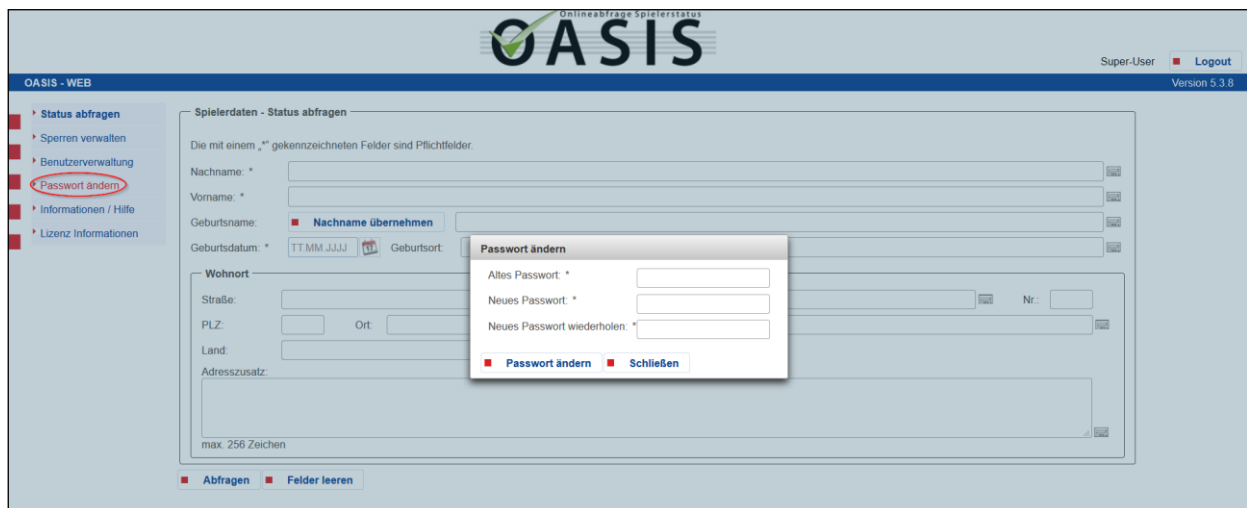 Onlineabfrage Spielerstatus
OASIS
Super-User Logout
OASIS - WEB Version 5.3.8
Status abfragen
Sperren verwalten
Benutzerverwaltung
Passwort ändern
Informationen / Hilfe
Lizenz Informationen
Spielerdaten - Status abfragen
Die mit einem „*" gekennzeichneten Felder sind Pflichtfelder.
Nachname: *
Vorname: *
Geburtsname: Nachname übernehmen
Geburtsdatum: * TT.MM.JJJJ Geburtsort:
Wohnort
Straße: Nr.:
PLZ: Ort:
Land:
Adresszusatz:
max. 256 Zeichen
Abfragen Felder leeren
Passwort ändern
Altes Passwort: *
Neues Passwort: *
Neues Passwort wiederholen: *
Passwort ändern Schließen